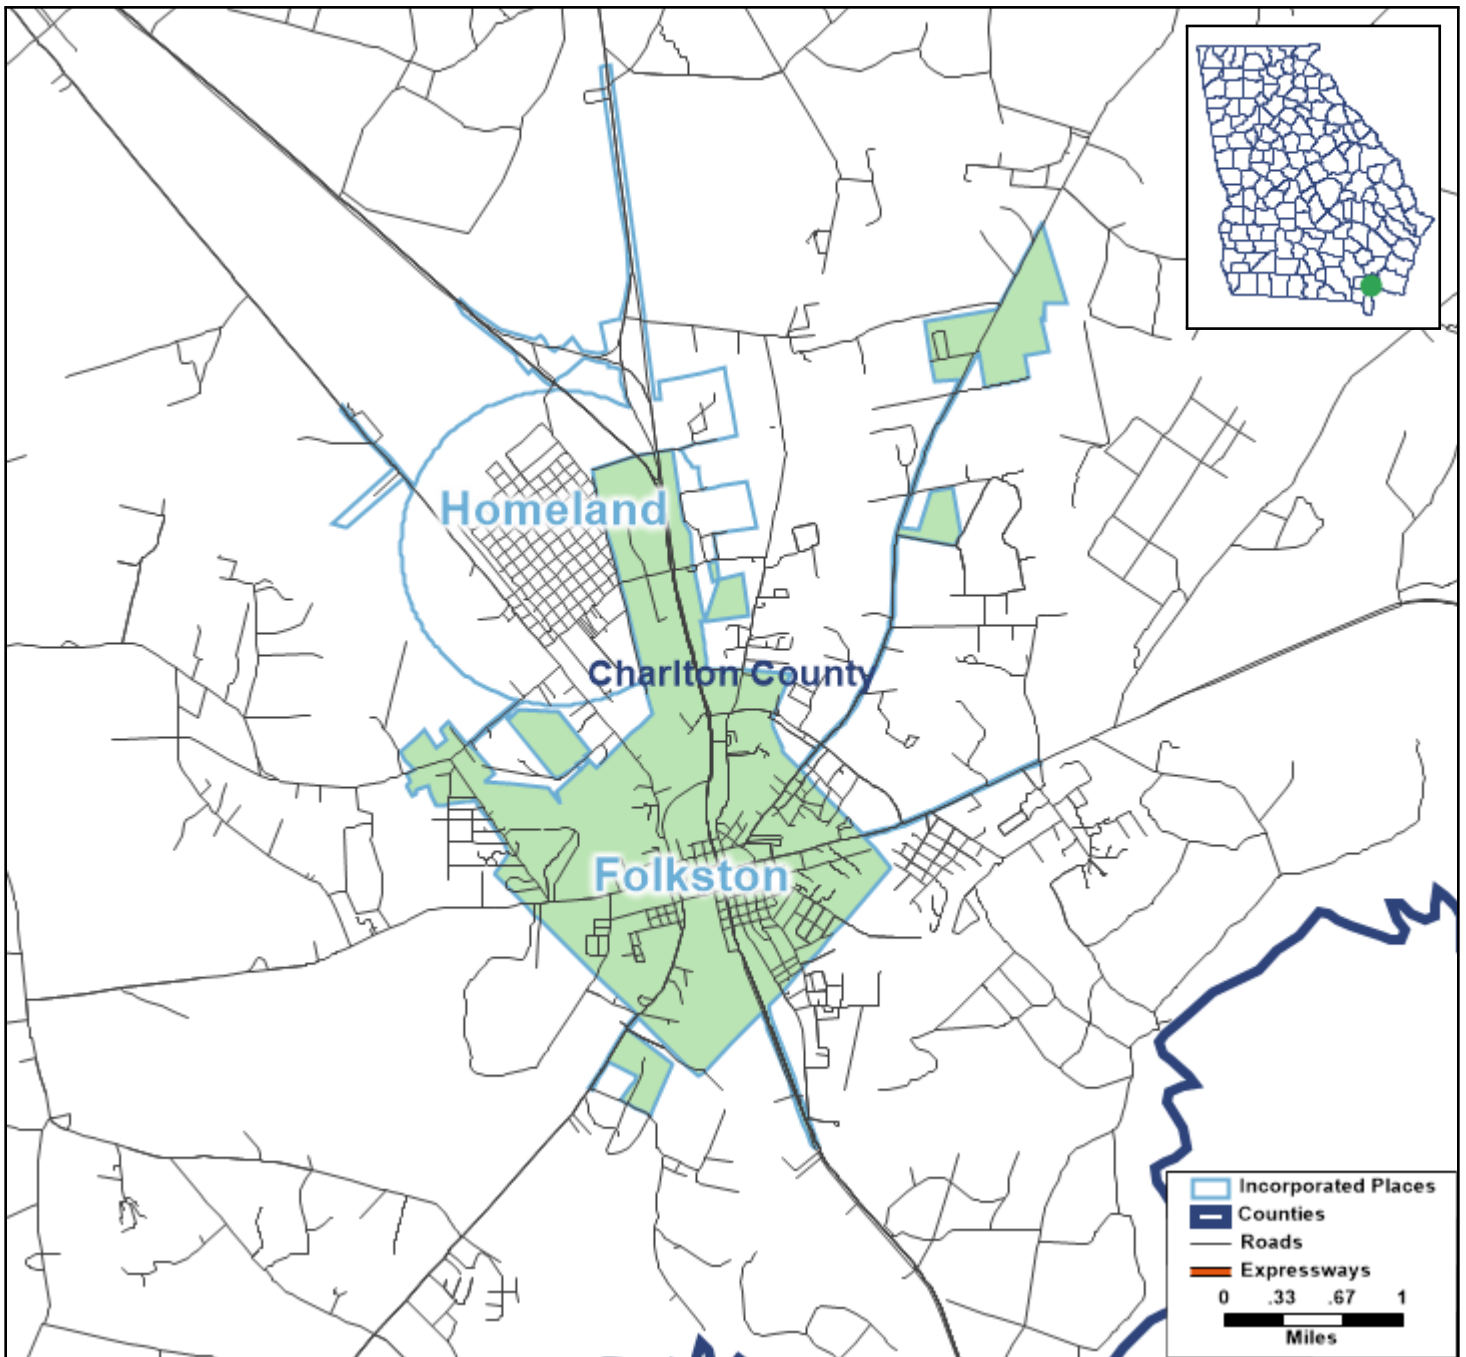 Homeland
Charlton County
Folkston
Incorporated Places
Counties
Roads
Expressways
0 .33 .67 1
Miles